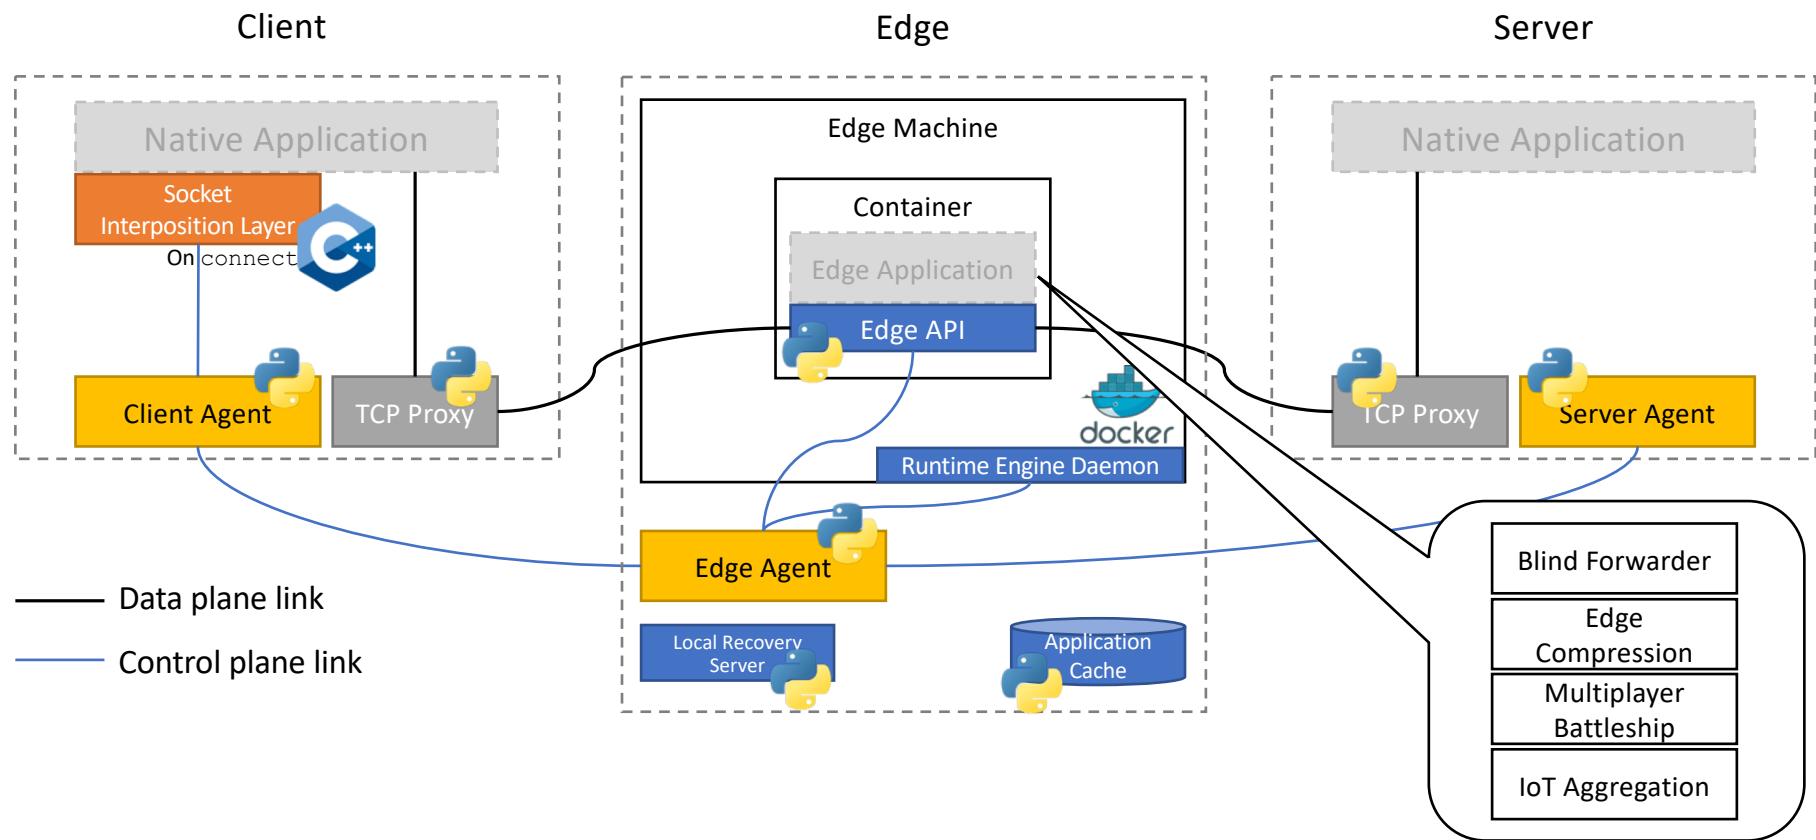 Client
Edge
Server
Native Application
Socket
Interposition Layer
C++
On connect
Client Agent
TCP Proxy
Edge Machine
Container
Edge Application
Edge API
docker
Runtime Engine Daemon
Edge Agent
Local Recovery
Server
Application
Cache
Native Application
TCP Proxy
Server Agent
Data plane link
Control plane link
Blind Forwarder
Edge
Compression
Multiplayer
Battleship
IoT Aggregation